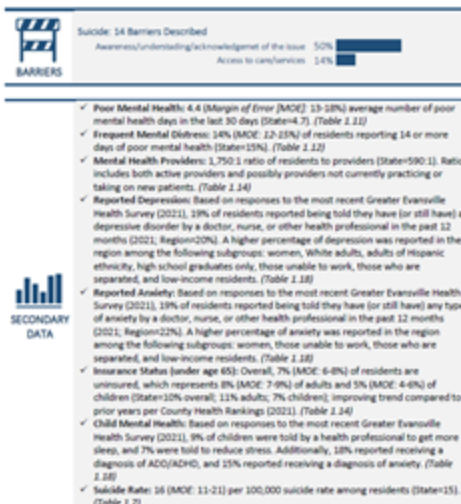 Suicide: 14 Barriers Described
Awareness/understading/acknowledgemet of the issue 50%
Access to care/services 14%
BARRIERS
✓ Poor Mental Health: 4.4 (Margin of Error [MOE]: 13-18%) average number of poor
mental health days in the last 30 days (State=4.7). (Table 1.11)
✓ Frequent Mental Distress: 14% (MOE: 12-15%) of residents reporting 14 or more
days of poor mental health (State=15%). (Table 1.12)
✓ Mental Health Providers: 1,750:1 ratio of residents to providers (State=590:1). Ratio
includes both active providers and possibly providers not currently practicing or
taking on new patients. (Table 1.14)
✓ Reported Depression: Based on responses to the most recent Greater Evansville
Health Survey (2021), 19% of residents reported being told they have (or still have) a
depressive disorder by a doctor, nurse, or other health professional in the past 12
months (2021; Region=20%). A higher percentage of depression was reported in the
region among the following subgroups: women, White adults, adults of Hispanic
ethnicity, high school graduates only, those unable to work, those who are
separated, and low-income residents. (Table 1.18)
✓ Reported Anxiety: Based on responses to the most recent Greater Evansville Health
Survey (2021), 19% of residents reported being told they have (or still have) any type
of anxiety by a doctor, nurse, or other health professional in the past 12 months
(2021; Region=22%). A higher percentage of anxiety was reported in the region
among the following subgroups: women, those unable to work, those who are
separated, and low-income residents. (Table 1.18)
SECONDARY
DATA
✓ Insurance Status (under age 65): Overall, 7% (MOE: 6-8%) of residents are
uninsured, which represents 8% (MOE: 7-9%) of adults and 5% (MOE: 4-6%) of
children (State=10% overall; 11% adults; 7% children); improving trend compared to
prior years per County Health Rankings (2021). (Table 1.14)
✓ Child Mental Health: Based on responses to the most recent Greater Evansville
Health Survey (2021), 9% of children were told by a health professional to get more
sleep, and 7% were told to reduce stress. Additionally, 18% reported receiving a
diagnosis of ADD/ADHD, and 15% reported receiving a diagnosis of anxiety. (Table
1.18)
✓ Suicide Rate: 16 (MOE: 11-21) per 100,000 suicide rate among residents (State=15).
(Table 1.7)